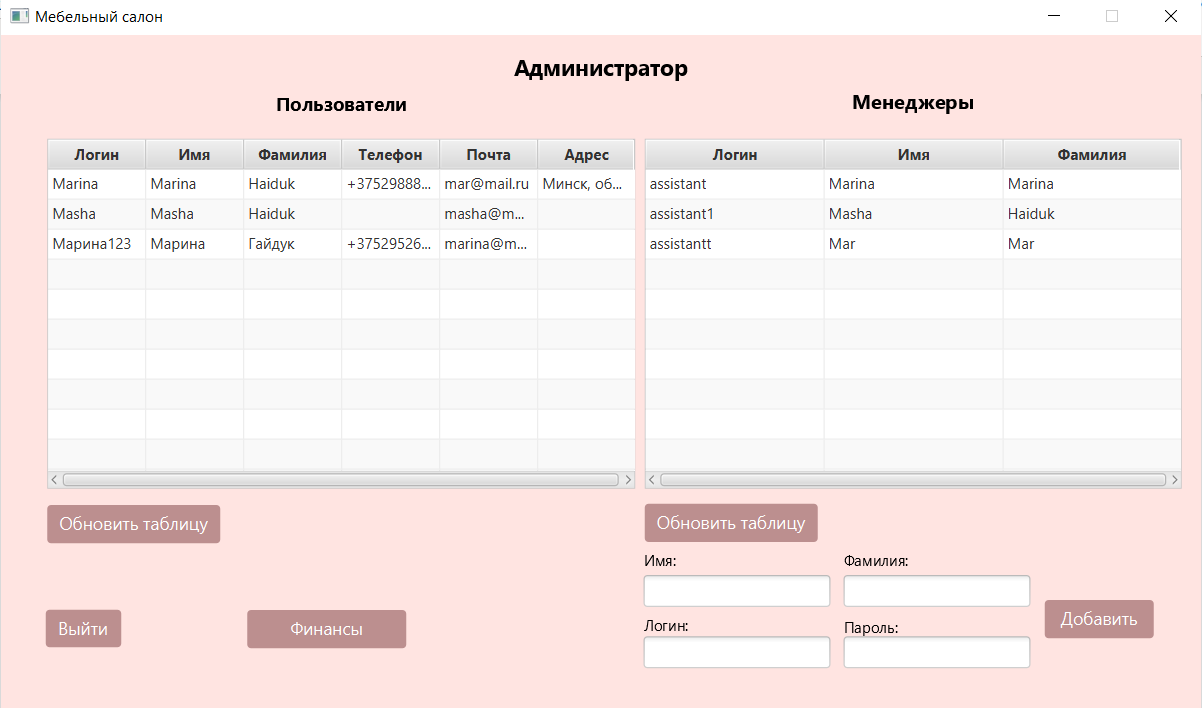 Мебельный салон
Администратор
Пользователи
Менеджеры
Логин Имя Фамилия Телефон Почта Адрес
Marina Marina Haiduk +37529888... mar@mail.ru Минск, об...
Masha Masha Haiduk masha@m...
Марина123 Марина Гайдук +37529526... marina@m...
Логин Имя Фамилия
assistant Marina Marina
assistant1 Masha Haiduk
assistantt Mar Mar
Обновить таблицу
Обновить таблицу
Имя: Фамилия:
Логин: Пароль:
Добавить
Выйти
Финансы